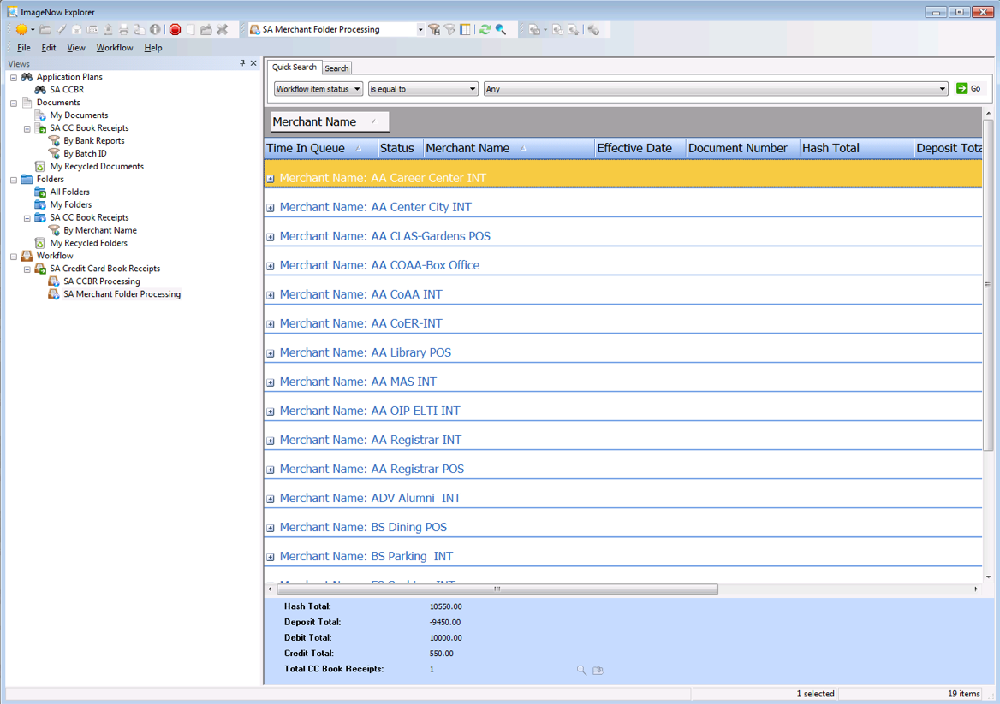 ImageNow Explorer
SA Merchant Folder Processing
File Edit View Workflow Help
Views
Application Plans
SA CCBR
Documents
My Documents
SA CC Book Receipts
By Bank Reports
By Batch ID
My Recycled Documents
Folders
All Folders
My Folders
SA CC Book Receipts
By Merchant Name
My Recycled Folders
Workflow
SA Credit Card Book Receipts
SA CCBR Processing
SA Merchant Folder Processing
Quick Search Search
Workflow item status is equal to Any Go
Merchant Name
Time In Queue Status Merchant Name Effective Date Document Number Hash Total Deposit Tota
Merchant Name: AA Career Center INT
Merchant Name: AA Center City INT
Merchant Name: AA CLAS-Gardens POS
Merchant Name: AA COAA-Box Office
Merchant Name: AA CoAA INT
Merchant Name: AA CoER-INT
Merchant Name: AA Library POS
Merchant Name: AA MAS INT
Merchant Name: AA OIP ELTI INT
Merchant Name: AA Registrar INT
Merchant Name: AA Registrar POS
Merchant Name: ADV Alumni  INT
Merchant Name: BS Dining POS
Merchant Name: BS Parking  INT
Hash Total: 10550.00
Deposit Total: -9450.00
Debit Total: 10000.00
Credit Total: 550.00
Total CC Book Receipts: 1
1 selected 19 items